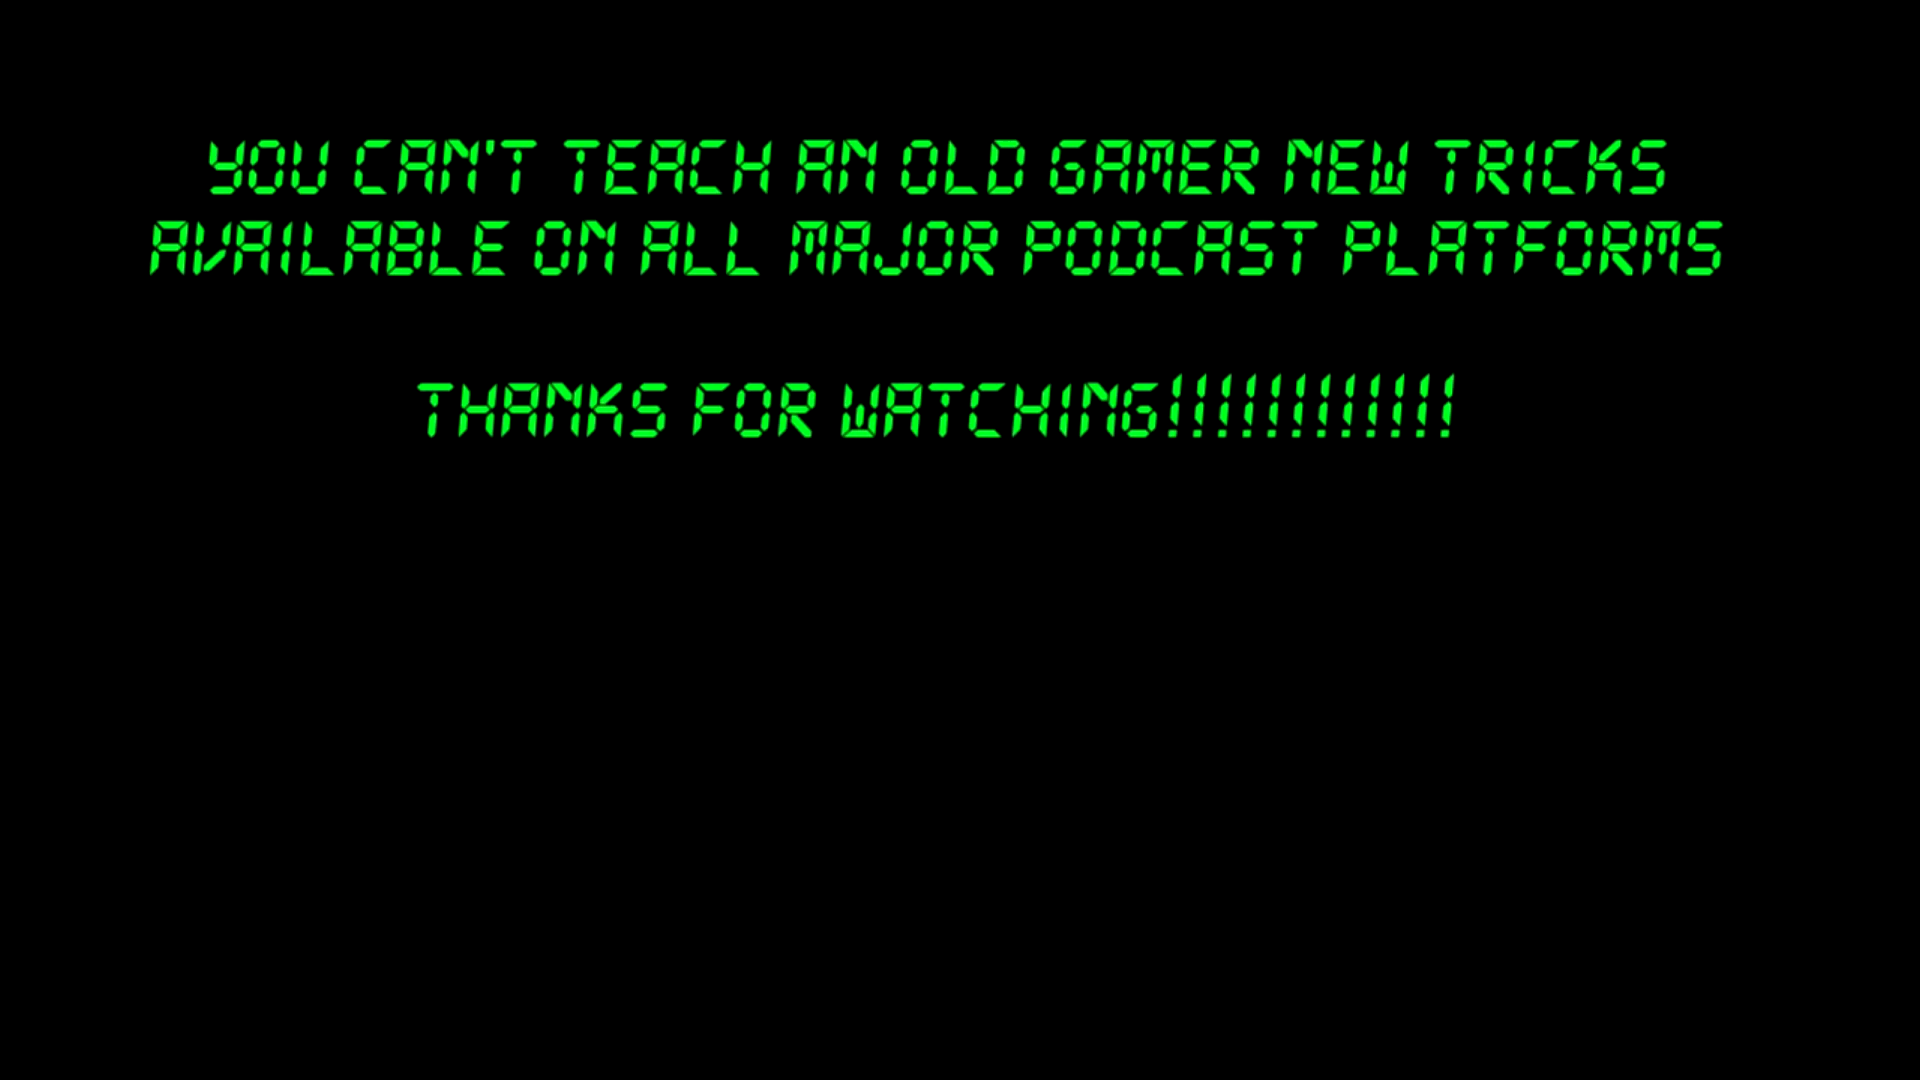 YOU CAN'T TEACH AN OLD GAMER NEW TRICKS
AVAILABLE ON ALL MAJOR PODCAST PLATFORMS
THANKS FOR WATCHING!!!!!!!!!!!!